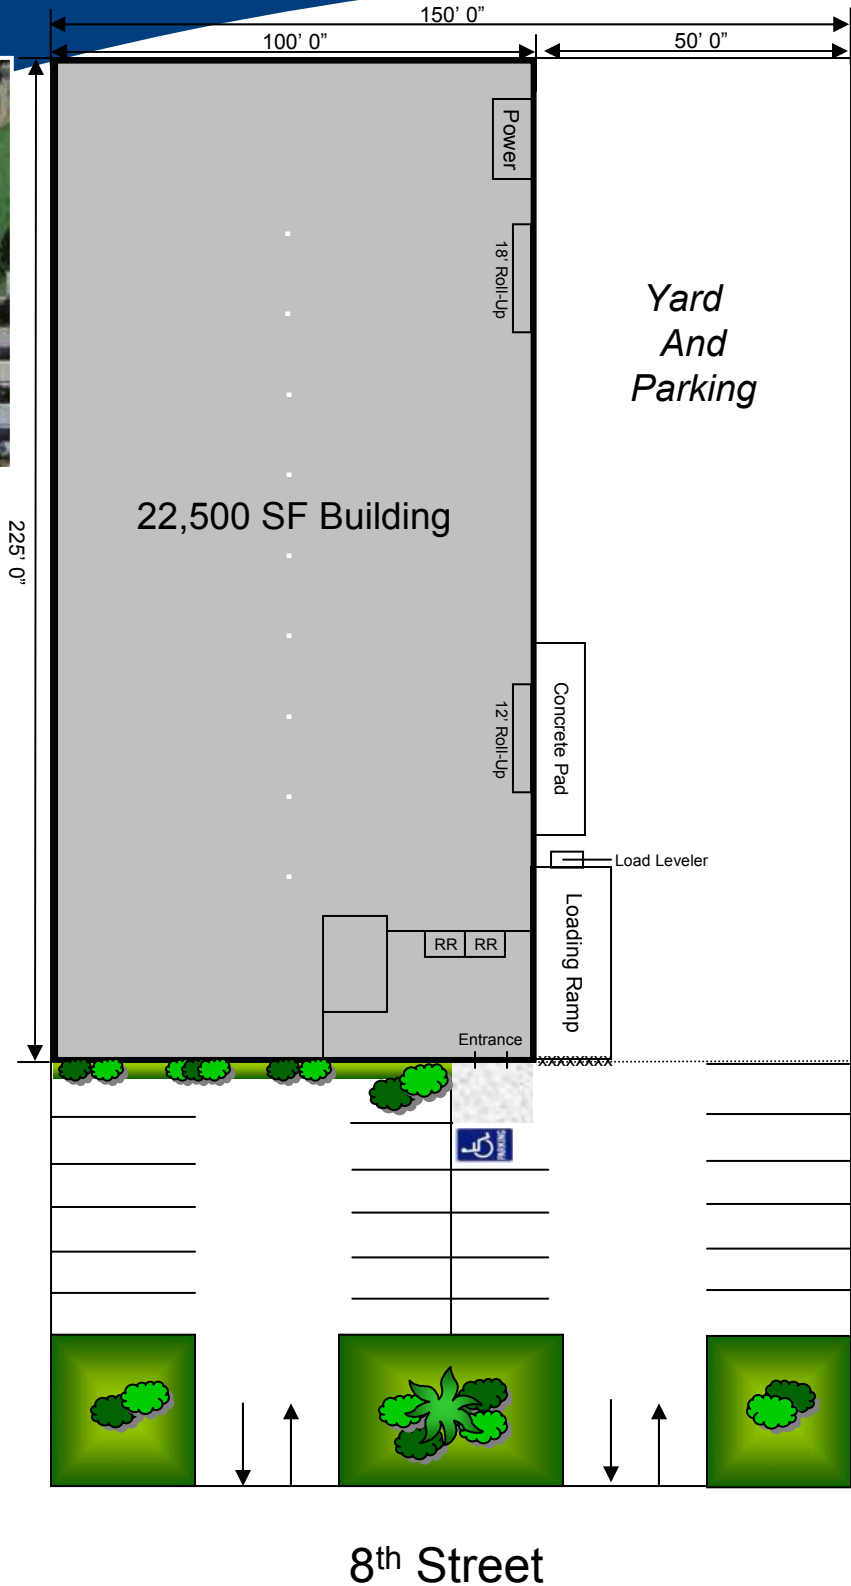 150’ 0”
100’ 0”
50’ 0”
Power
18’ Roll-Up
Yard
And
Parking
22,500 SF Building
225’ 0”
12’ Roll-Up
Concrete Pad
Load Leveler
Loading Ramp
RR
RR
Entrance
XXXXXXXX
PARKING
8th Street